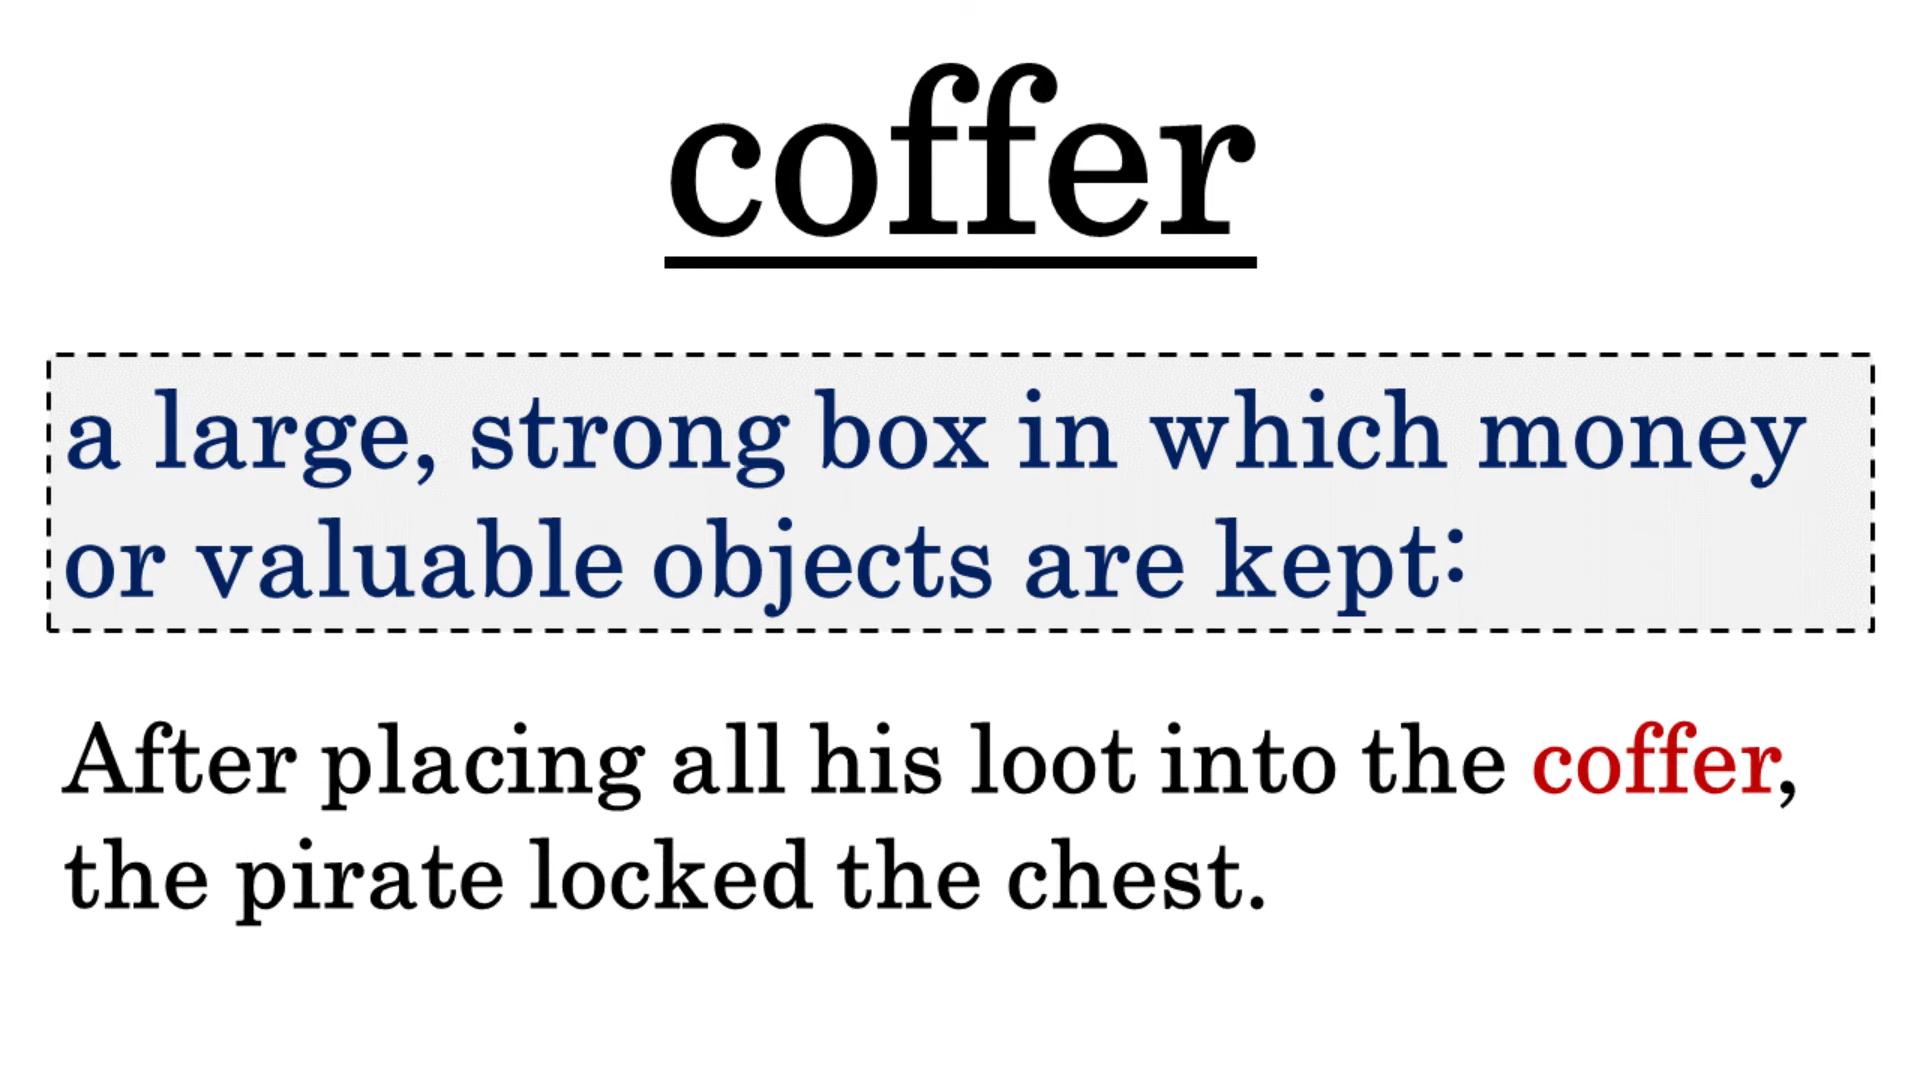 coffer
a large, strong box in which money
or valuable objects are kept:
After placing all his loot into the coffer,
the pirate locked the chest.